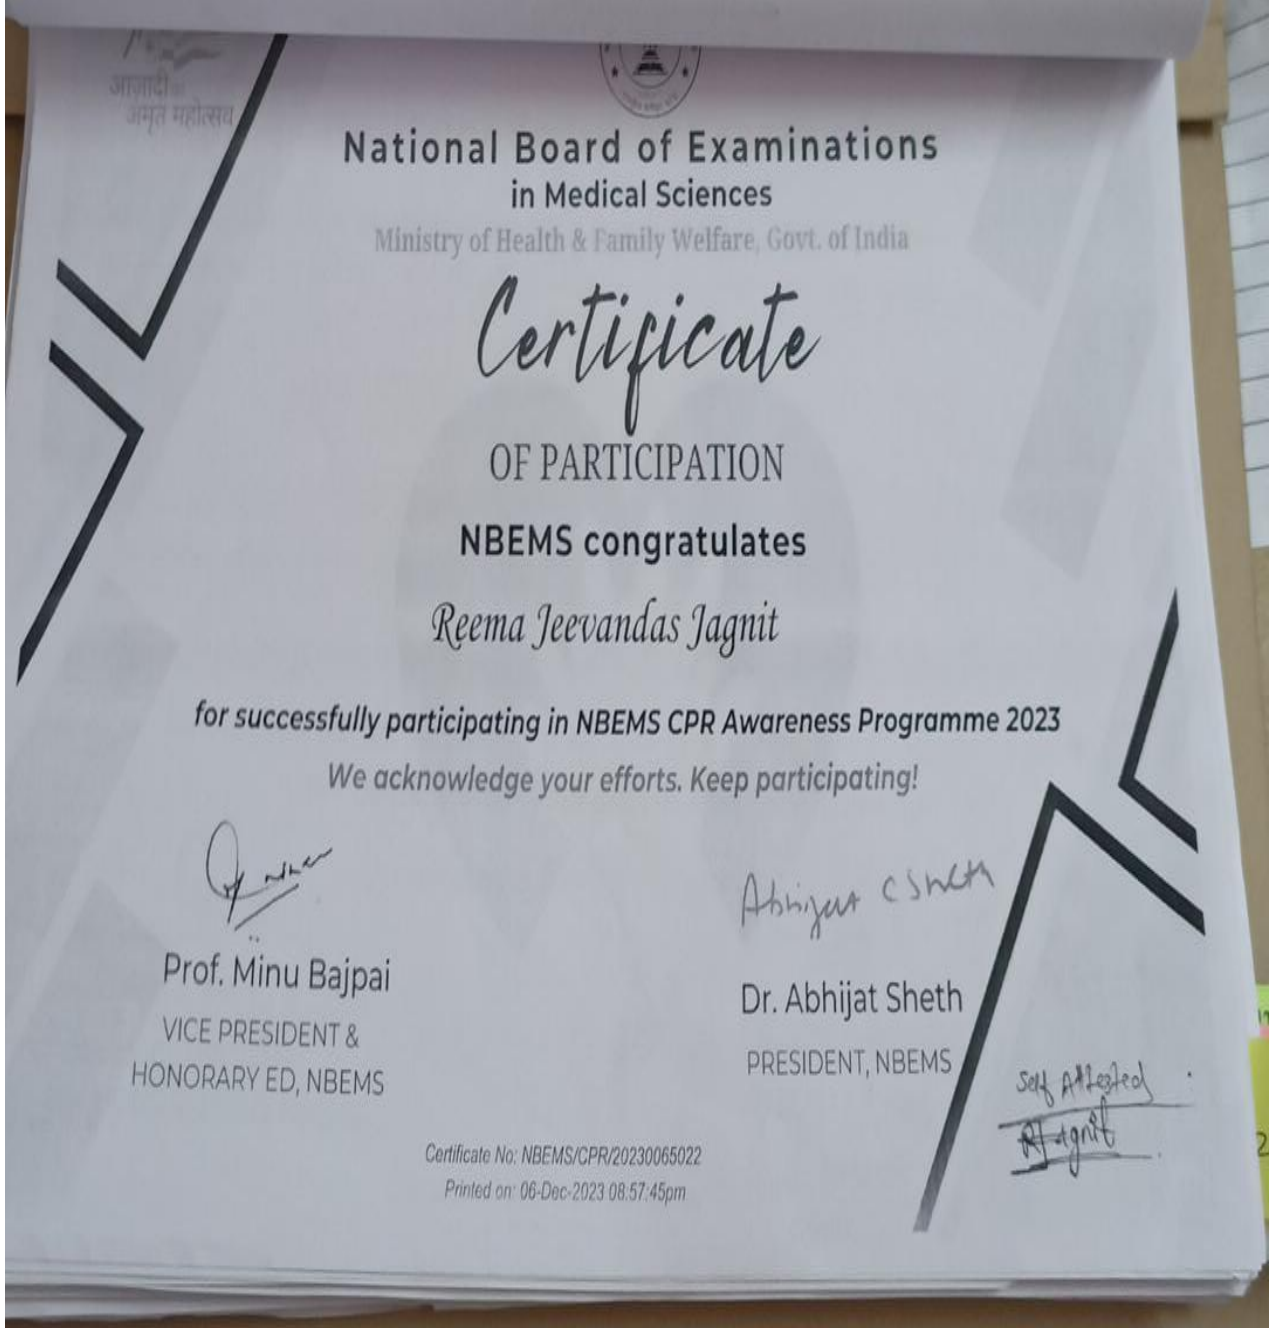 आज़ादी का
अमृत महोत्सव
National Board of Examinations
in Medical Sciences
Ministry of Health & Family Welfare, Govt. of India
Certificate
OF PARTICIPATION
NBEMS congratulates
Reema Jeevandas Jagnit
for successfully participating in NBEMS CPR Awareness Programme 2023
We acknowledge your efforts. Keep participating!
Abhijat C Sheth
Prof. Minu Bajpai
VICE PRESIDENT &
HONORARY ED, NBEMS
Dr. Abhijat Sheth
PRESIDENT, NBEMS
Self Attested
RJagnit
Certificate No: NBEMS/CPR/20230065022
Printed on: 06-Dec-2023 08:57:45pm